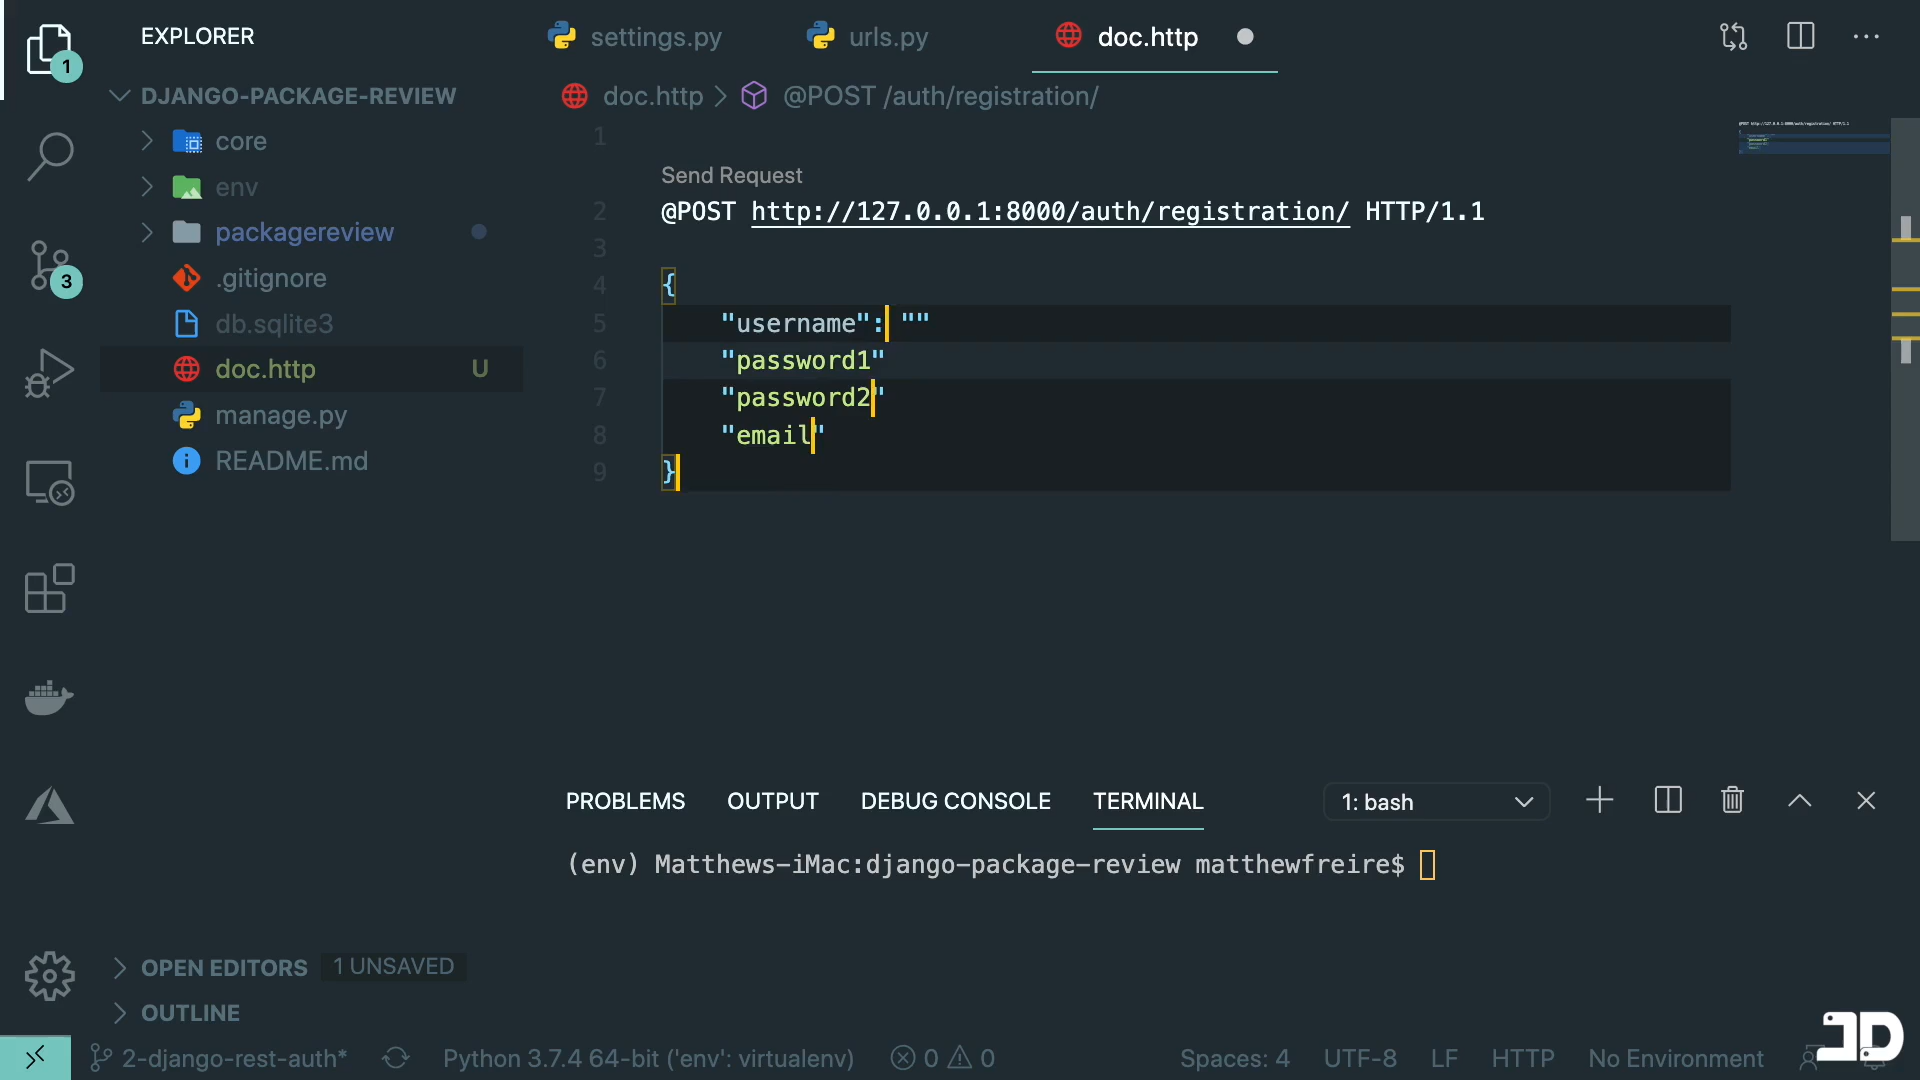 EXPLORER
settings.py
urls.py
doc.http
1
DJANGO-PACKAGE-REVIEW
doc.http
@POST /auth/registration/
core
env
packagereview
.gitignore
db.sqlite3
doc.http U
manage.py
README.md
3
1
Send Request
2 @POST http://127.0.0.1:8000/auth/registration/ HTTP/1.1
3
4 {
5 "username": ""
6 "password1"
7 "password2"
8 "email"
9 }
PROBLEMS OUTPUT DEBUG CONSOLE TERMINAL 1: bash
(env) Matthews-iMac:django-package-review matthewfreire$
OPEN EDITORS 1 UNSAVED
OUTLINE
2-django-rest-auth* Python 3.7.4 64-bit ('env': virtualenv) 0 0 Spaces: 4 UTF-8 LF HTTP No Environment
JD